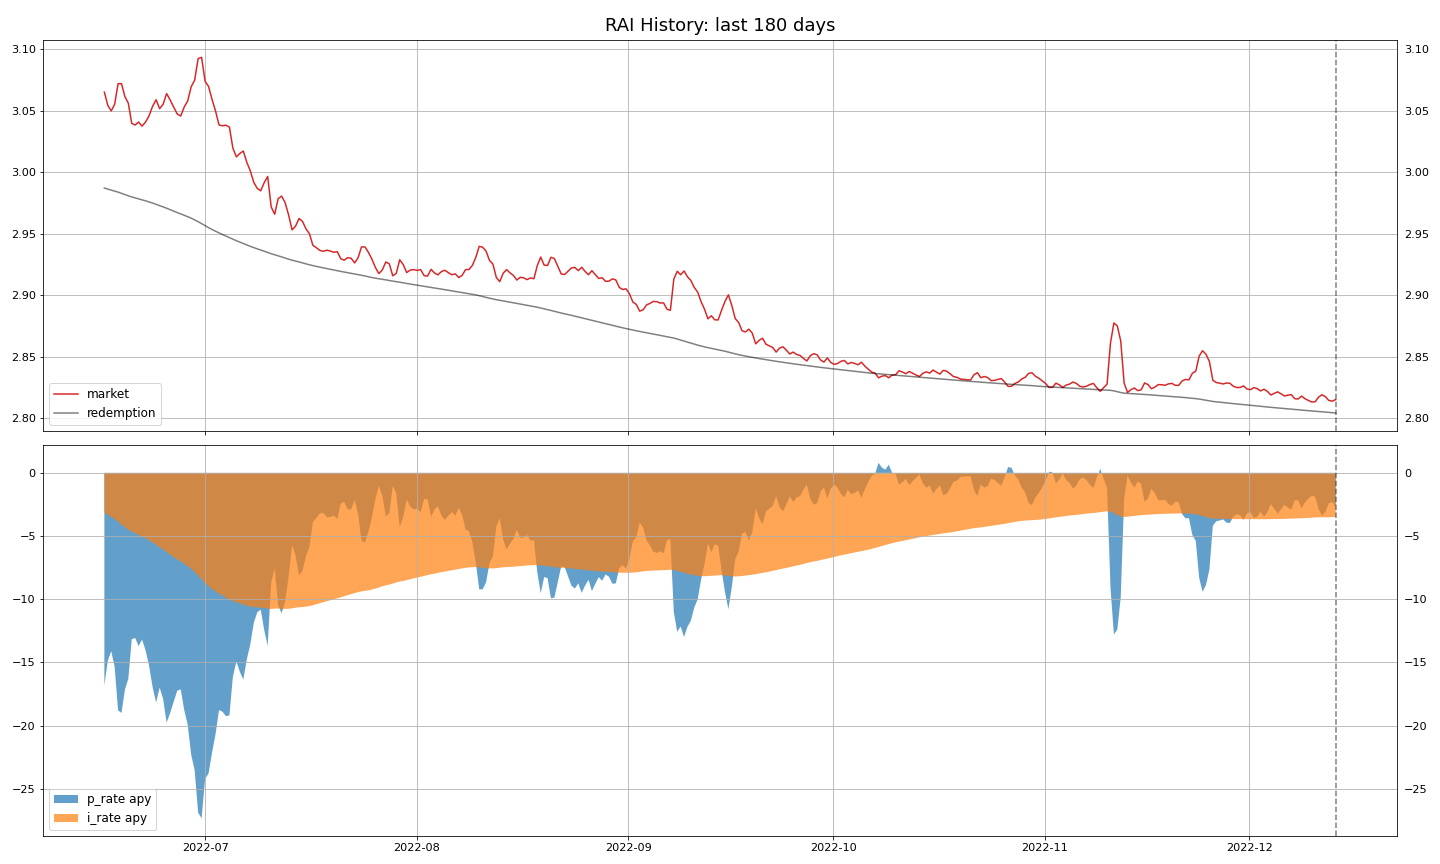 RAI History: last 180 days
3.10 3.10
3.05 3.05
3.00 3.00
2.95 2.95
2.90 2.90
2.85 2.85
2.80 2.80
market
redemption
0 0
−5 −5
−10 −10
−15 −15
−20 −20
−25 −25
p_rate apy
i_rate apy
2022-07 2022-08 2022-09 2022-10 2022-11 2022-12